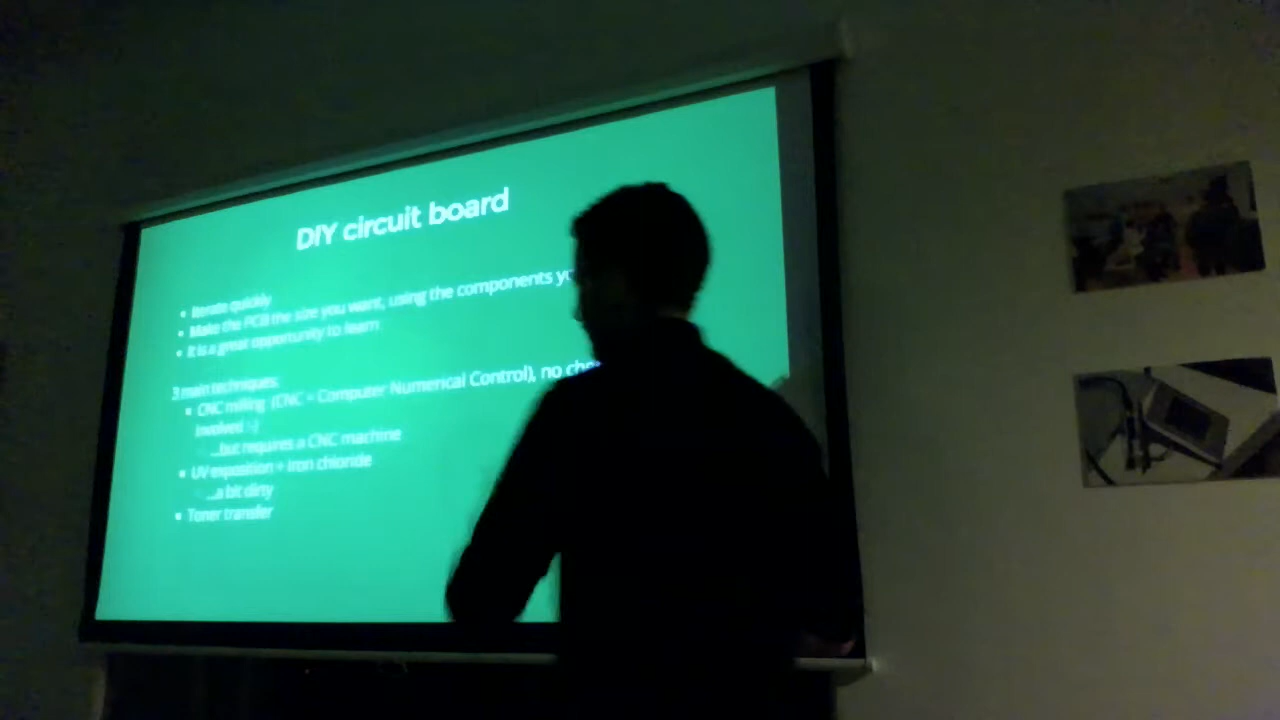 DIY circuit board
• Iterate quickly
• Make the PCB the size you want, using the components
• It is a great opportunity to learn
3 main techniques:
• CNC milling (CNC = Computer Numerical Control), no
involved :-)
...but requires a CNC machine
• UV exposition + Iron chloride
...a bit dirty
• Toner transfer